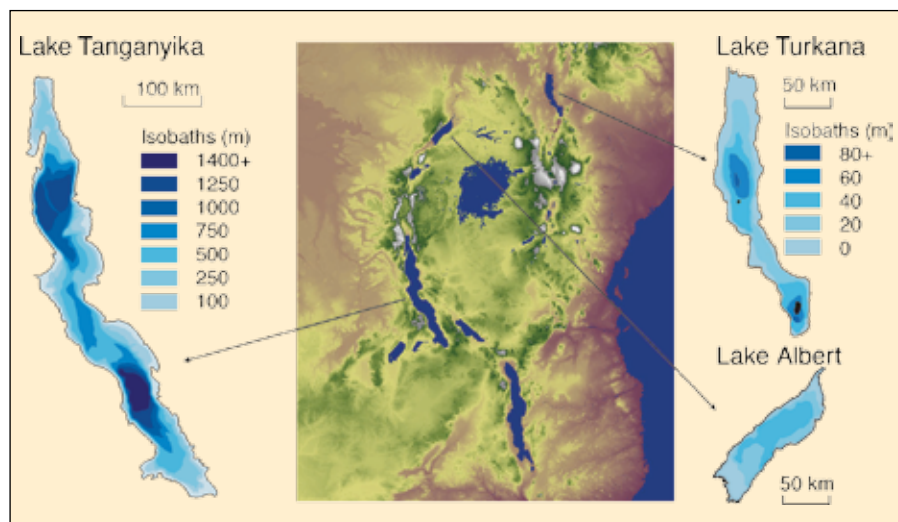 Lake Tanganyika
100 km
Isobaths (m)
1400+
1250
1000
750
500
250
100
Lake Turkana
50 km
Isobaths (m)
80+
60
40
20
0
Lake Albert
50 km